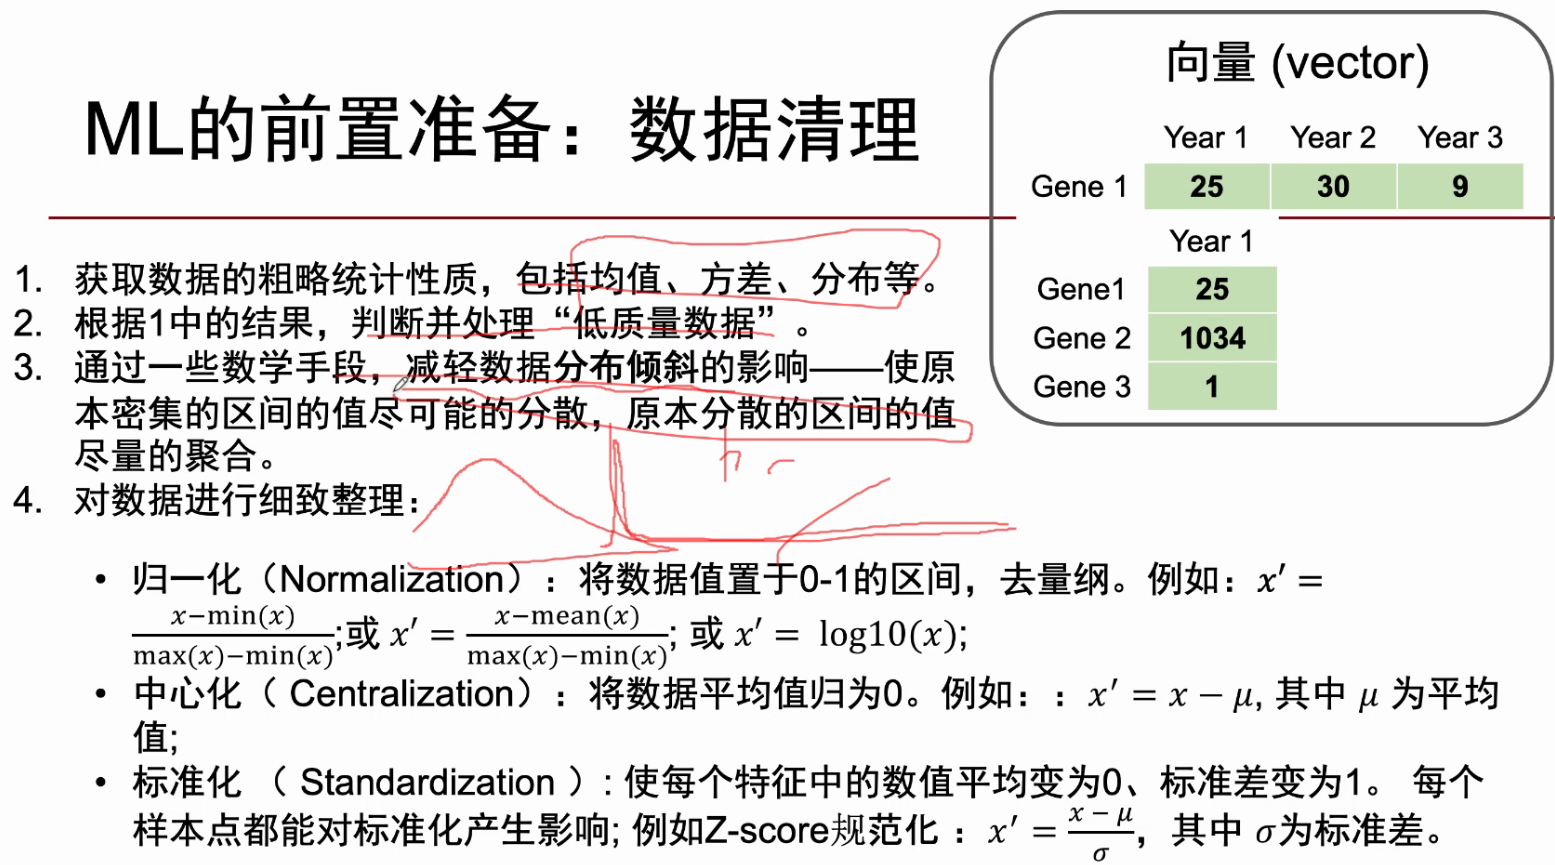 ML的前置准备：数据清理
向量 (vector)
Year 1 Year 2 Year 3
Gene 1 25 30 9
Year 1
Gene1 25
Gene 2 1034
Gene 3 1
1. 获取数据的粗略统计性质，包括均值、方差、分布等。
2. 根据1中的结果，判断并处理“低质量数据”。
3. 通过一些数学手段，减轻数据分布倾斜的影响——使原
本密集的区间的值尽可能的分散，原本分散的区间的值
尽量的聚合。
4. 对数据进行细致整理：
• 归一化（Normalization）：将数据值置于0-1的区间，去量纲。例如：x′ =
\frac{x−min(x)}{max(x)−min(x)};或 x′ = \frac{x−mean(x)}{max(x)−min(x)}; 或 x′ = log10(x);
• 中心化（ Centralization）：将数据平均值归为0。例如：: x′ = x − μ, 其中 μ 为平均
值;
• 标准化 （ Standardization ）: 使每个特征中的数值平均变为0、标准差变为1。 每个
样本点都能对标准化产生影响; 例如Z-score规范化 ：x′ = \frac{x − μ}{σ}，其中 σ为标准差。